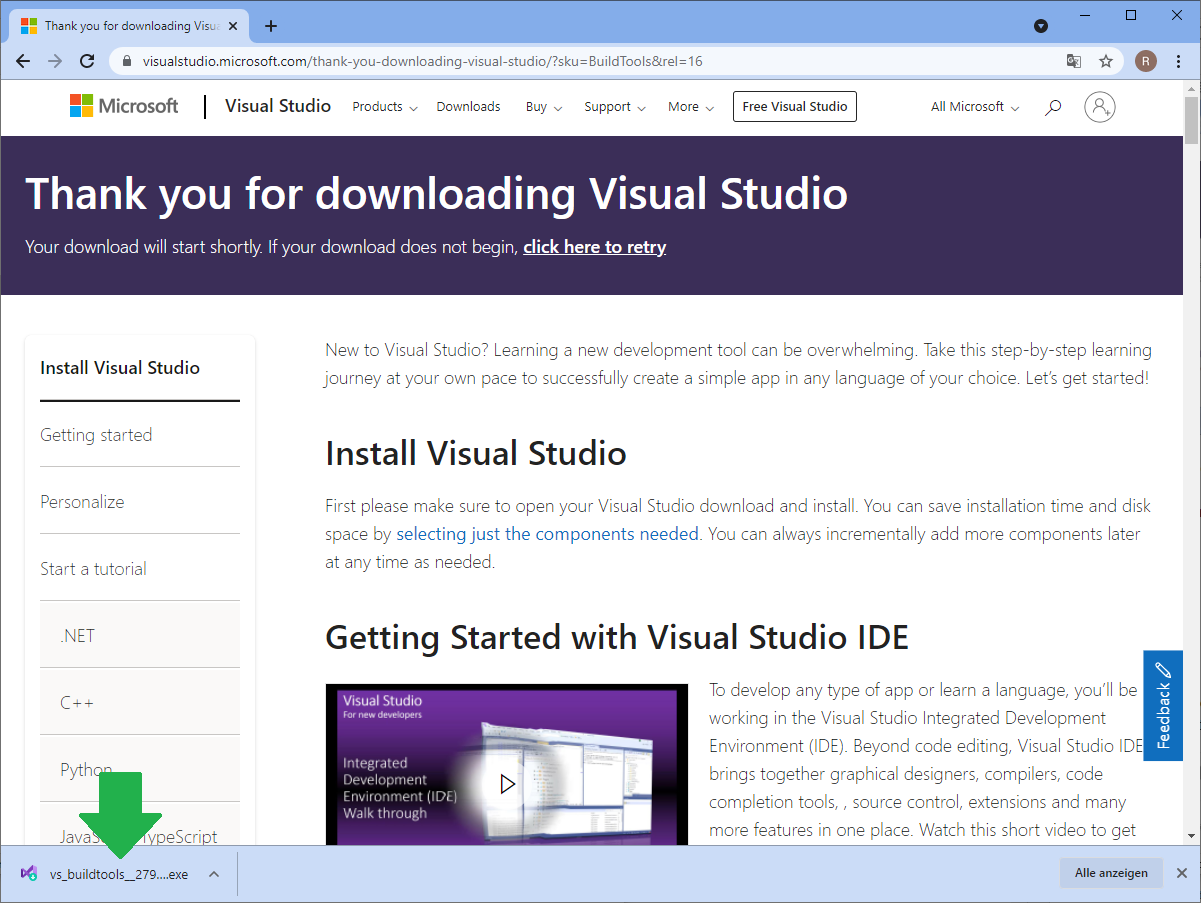 Thank you for downloading Visua
visualstudio.microsoft.com/thank-you-downloading-visual-studio/?sku=BuildTools&rel=16
R
Microsoft
Visual Studio
Products
Downloads
Buy
Support
More
Free Visual Studio
All Microsoft
Thank you for downloading Visual Studio
Your download will start shortly. If your download does not begin, click here to retry
Install Visual Studio
Getting started
Personalize
Start a tutorial
.NET
C++
Python
TypeScript
New to Visual Studio? Learning a new development tool can be overwhelming. Take this step-by-step learning
journey at your own pace to successfully create a simple app in any language of your choice. Let's get started!
Install Visual Studio
First please make sure to open your Visual Studio download and install. You can save installation time and disk
space by selecting just the components needed. You can always incrementally add more components later
at any time as needed.
Getting Started with Visual Studio IDE
Visual Studio
For new developers
Integrated
Development
Environment (IDE)
Walk through
To develop any type of app or learn a language, you'll be
working in the Visual Studio Integrated Development
Environment (IDE). Beyond code editing, Visual Studio IDE
brings together graphical designers, compilers, code
completion tools, , source control, extensions and many
more features in one place. Watch this short video to get
Feedback
vs_buildtools__279....exe
Alle anzeigen